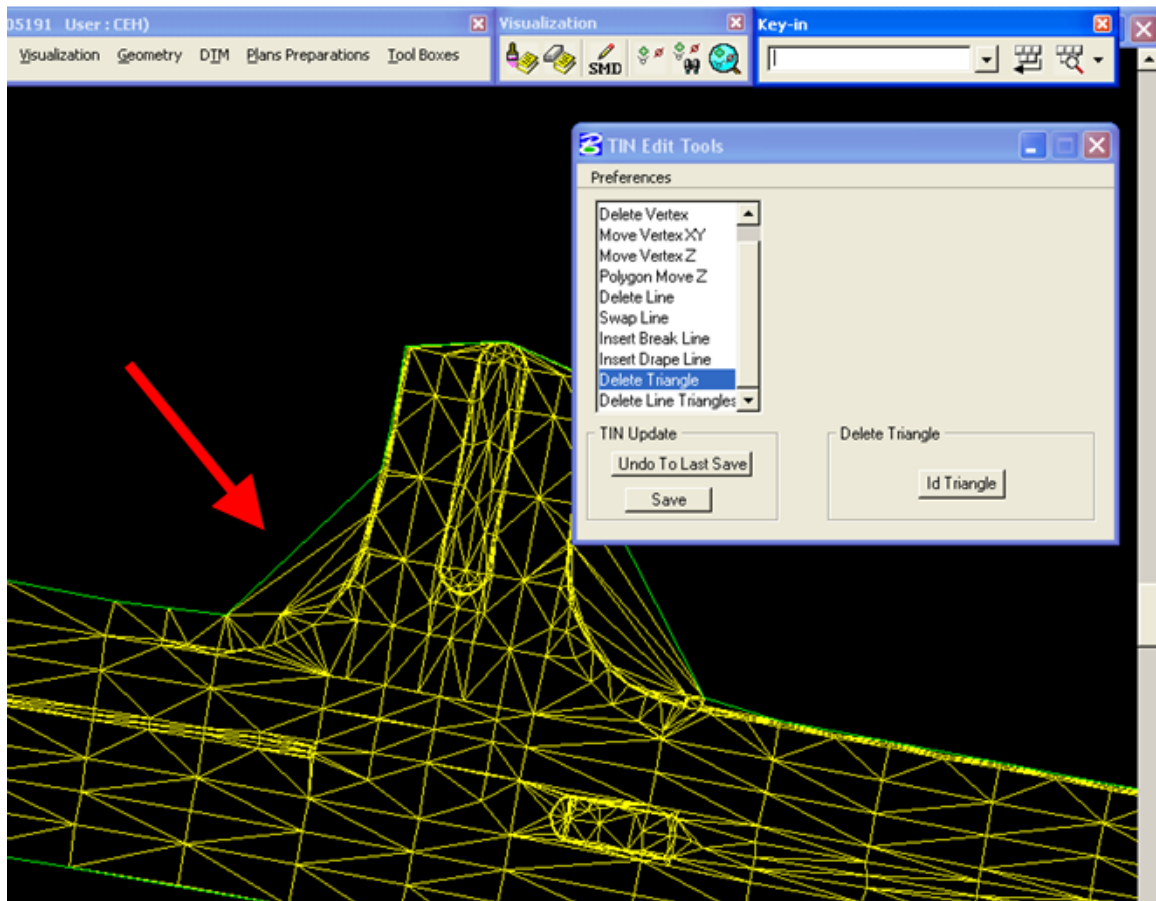 05191 User : CEH)
Visualization
Key-in
Visualization Geometry DTM Plans Preparations Tool Boxes
SMD
TIN Edit Tools
Preferences
Delete Vertex
Move Vertex XY
Move Vertex Z
Polygon Move Z
Delete Line
Swap Line
Insert Break Line
Insert Drape Line
Delete Triangle
Delete Line Triangles
TIN Update
Undo To Last Save
Save
Delete Triangle
Id Triangle